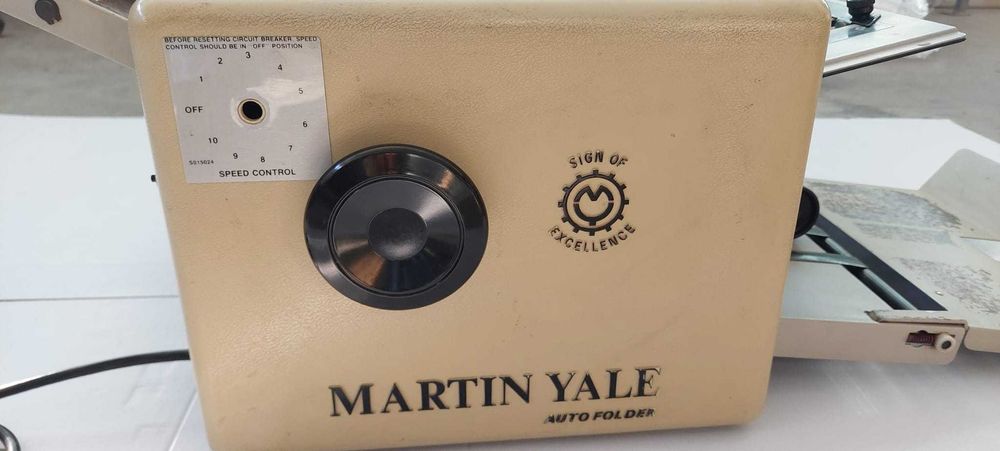 BEFORE RESETTING CIRCUIT BREAKER SPEED
CONTROL SHOULD BE IN OFF POSITION
OFF 1 2 3 4 5 6 7 8 9 10
S015024
SPEED CONTROL
SIGN OF
M
EXCELLENCE
MARTIN YALE
AUTO FOLDER